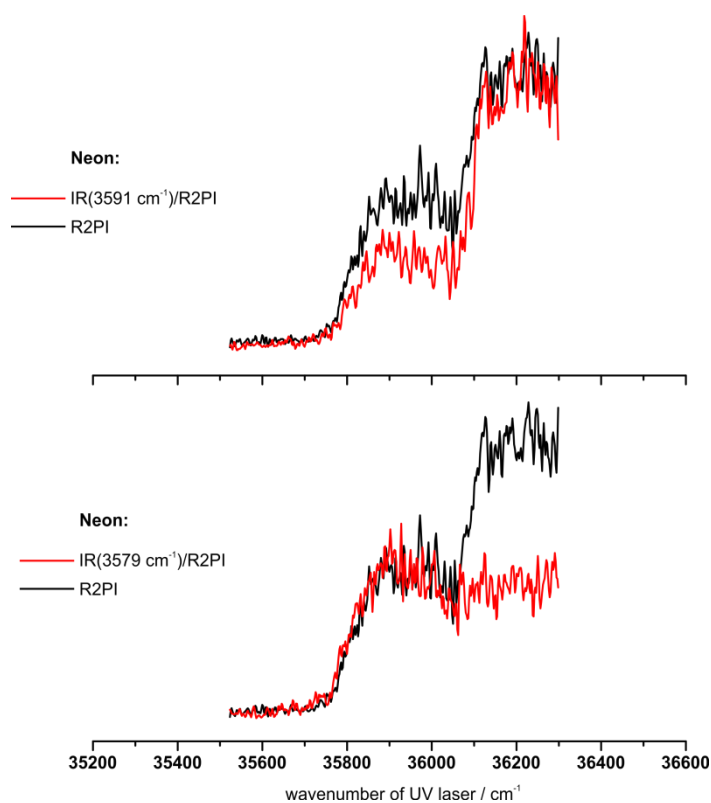 Neon:
IR(3591 cm⁻¹)/R2PI
R2PI
Neon:
IR(3579 cm⁻¹)/R2PI
R2PI
35200 35400 35600 35800 36000 36200 36400 36600
wavenumber of UV laser / cm⁻¹